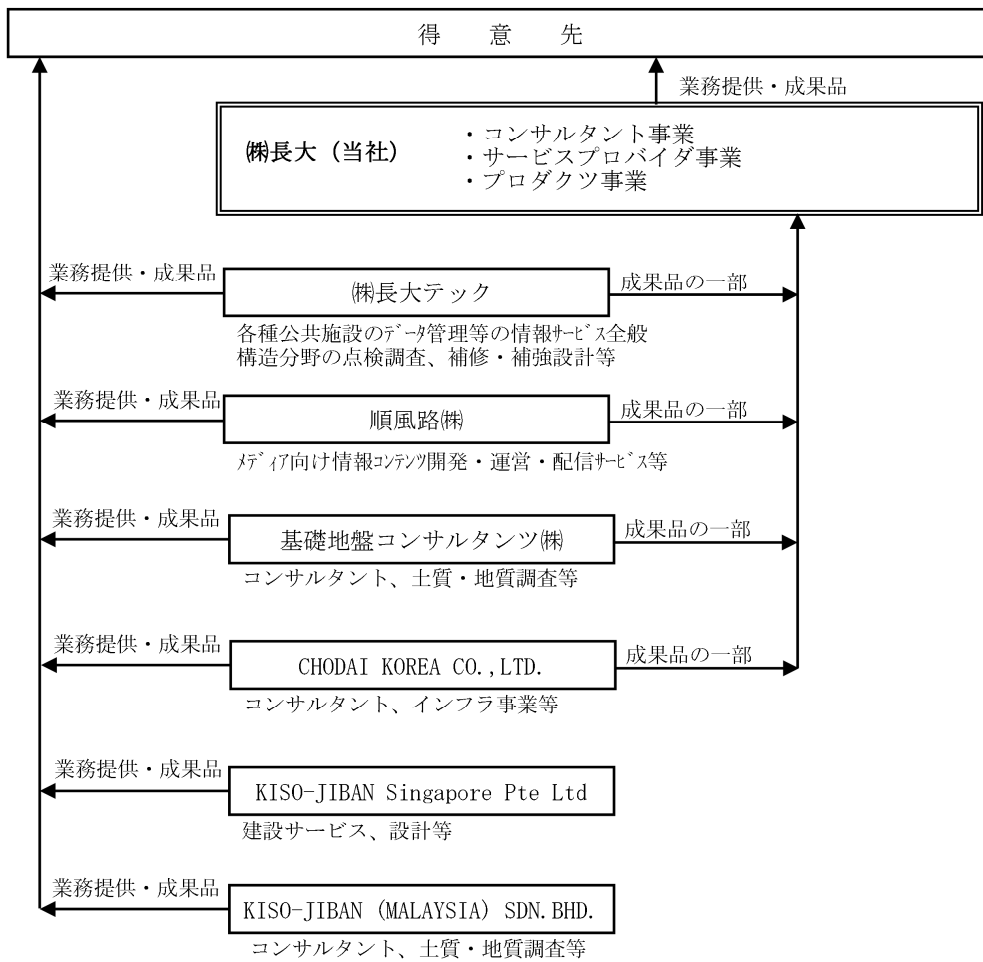 得　意　先
業務提供・成果品
㈱長大（当社）
・コンサルタント事業
・サービスプロバイダ事業
・プロダクツ事業
業務提供・成果品
㈱長大テック
成果品の一部
各種公共施設のﾃﾞｰﾀ管理等の情報ｻｰﾋﾞｽ全般
構造分野の点検調査、補修・補強設計等
業務提供・成果品
順風路㈱
成果品の一部
ﾒﾃﾞｨｱ向け情報ｺﾝﾃﾝﾂ開発・運営・配信ｻｰﾋﾞｽ等
業務提供・成果品
基礎地盤コンサルタンツ㈱
成果品の一部
コンサルタント、土質・地質調査等
業務提供・成果品
CHODAI KOREA CO.,LTD.
成果品の一部
コンサルタント、インフラ事業等
業務提供・成果品
KISO-JIBAN Singapore Pte Ltd
建設サービス、設計等
業務提供・成果品
KISO-JIBAN (MALAYSIA) SDN.BHD.
コンサルタント、土質・地質調査等